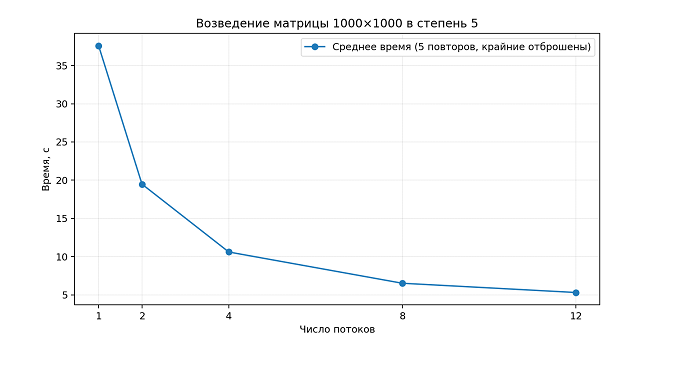 Возведение матрицы 1000×1000 в степень 5
Среднее время (5 повторов, крайние отброшены)
Время, с
35
30
25
20
15
10
5
1 2 4 8 12
Число потоков